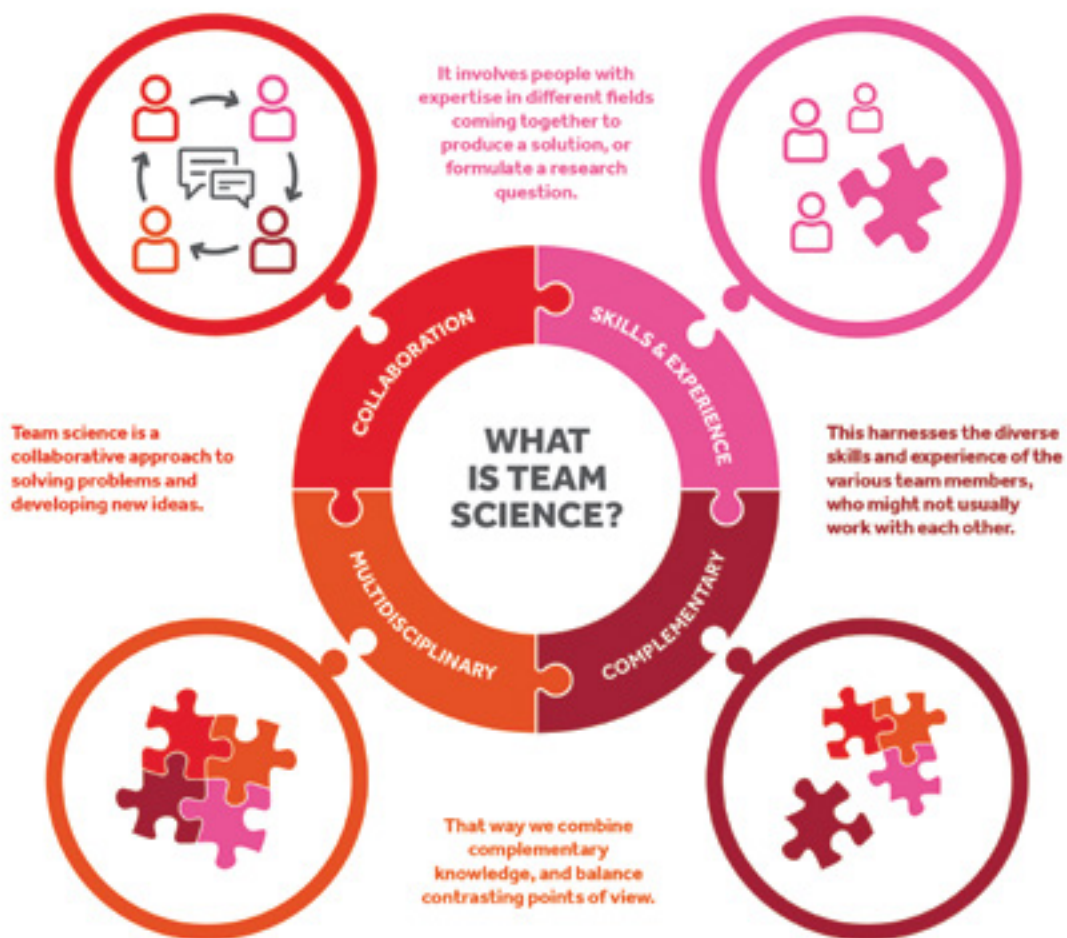 It involves people with
expertise in different fields
coming together to
produce a solution, or
formulate a research
question.
COLLABORATION
SKILLS & EXPERIENCE
Team science is a
collaborative approach to
solving problems and
developing new ideas.
WHAT
IS TEAM
SCIENCE?
This harnesses the diverse
skills and experience of the
various team members,
who might not usually
work with each other.
MULTIDISCIPLINARY
COMPLEMENTARY
That way we combine
complementary
knowledge, and balance
contrasting points of view.